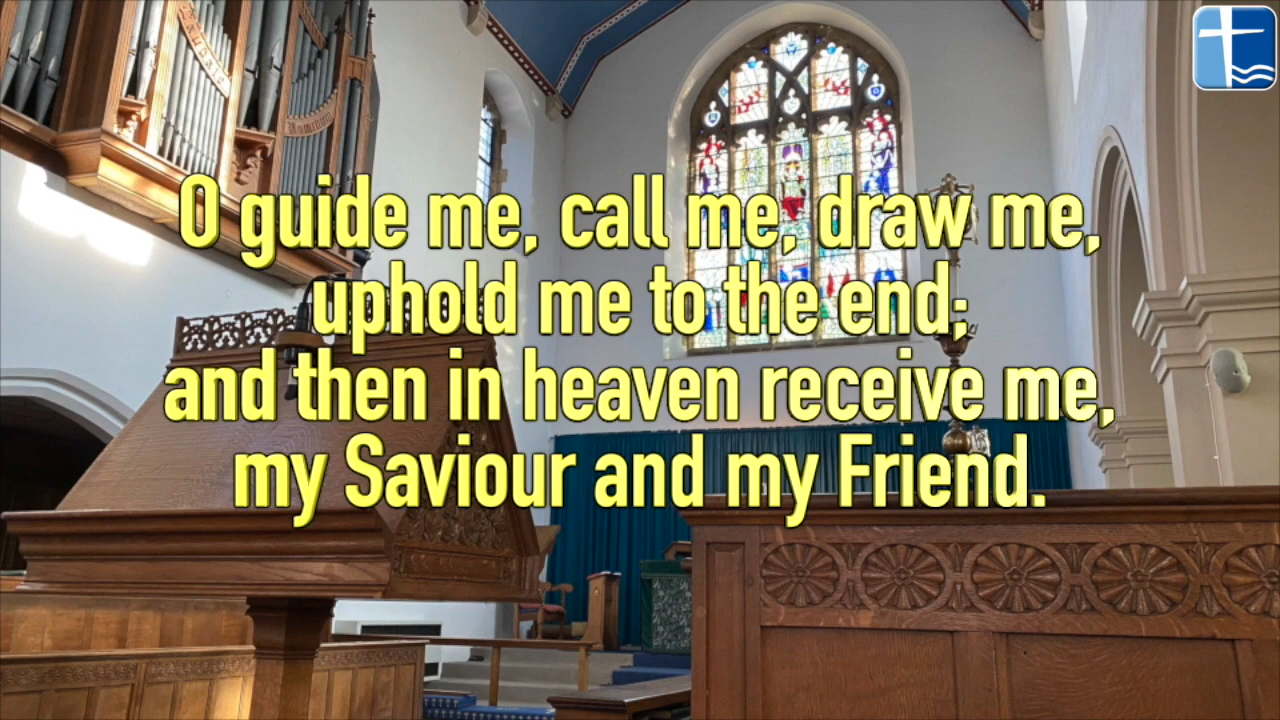 O guide me, call me, draw me,
uphold me to the end;
and then in heaven receive me,
my Saviour and my Friend.